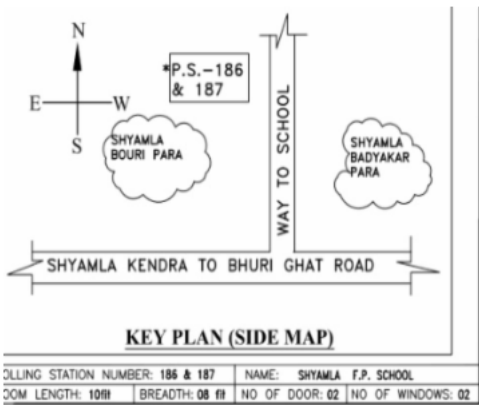 N
*P.S.-186
& 187
E W
S
SHYAMLA
BOURI PARA
WAY TO SCHOOL
SHYAMLA
BADYAKAR
PARA
SHYAMLA KENDRA TO BHURI GHAT ROAD
KEY PLAN (SIDE MAP)
OLLING STATION NUMBER: 186 & 187 NAME: SHYAMLA F.P. SCHOOL
OOM LENGTH: 10fit BREADTH: 08 fit NO OF DOOR: 02 NO OF WINDOWS: 02